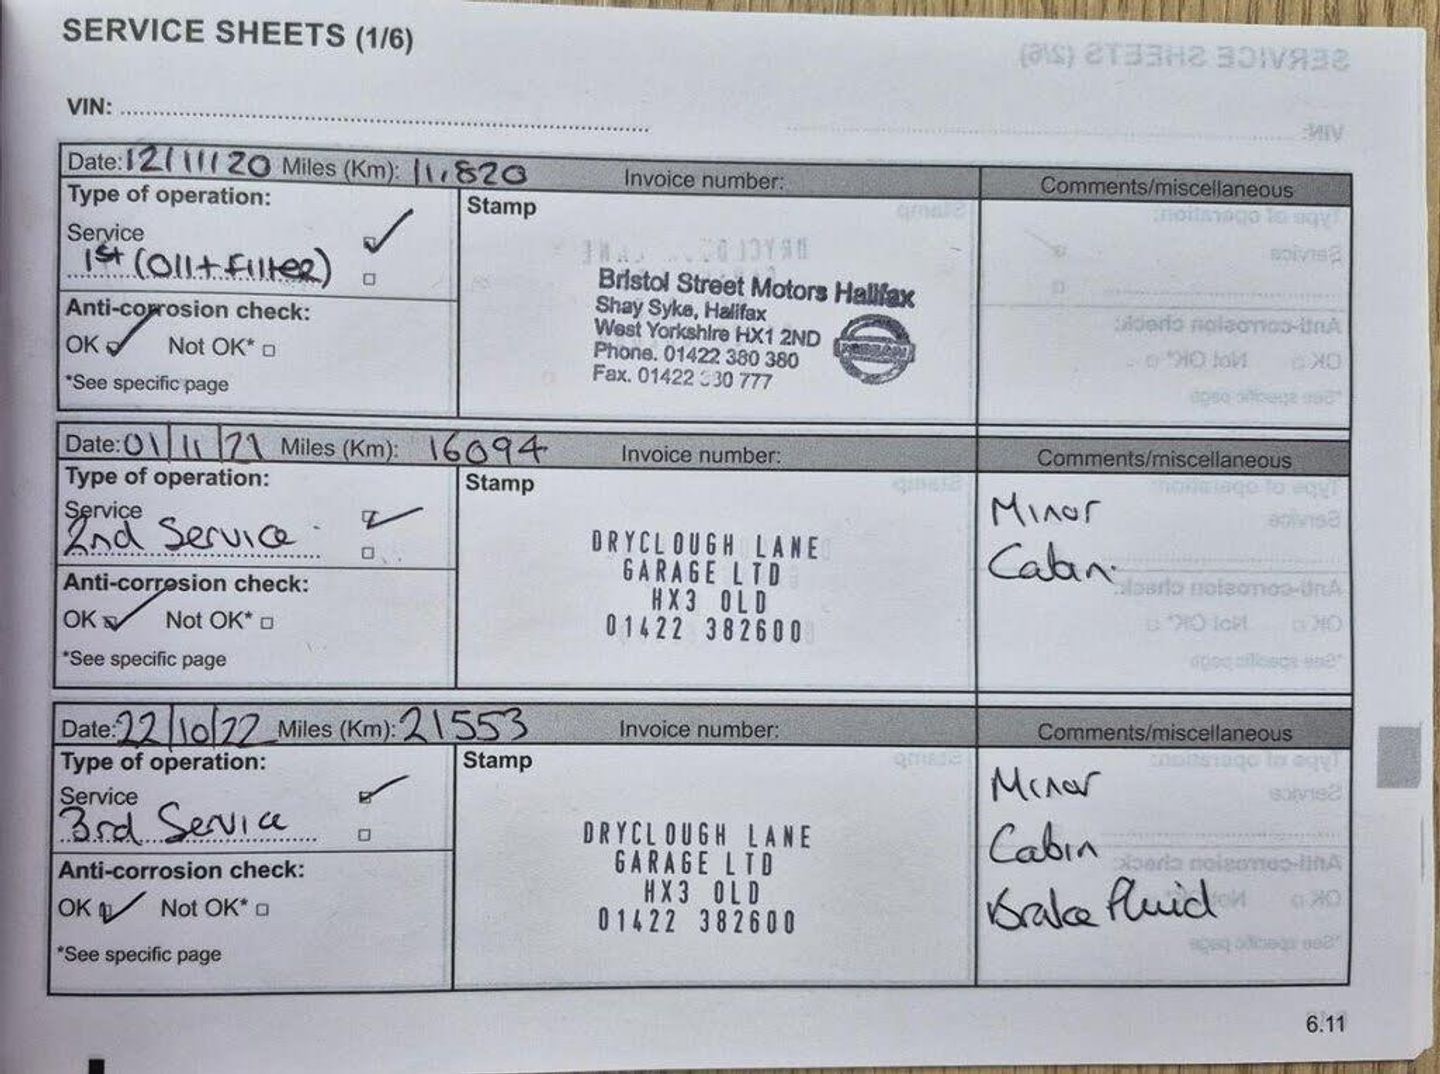 SERVICE SHEETS (1/6)
VIN:
Date: 12/11/20 Miles (Km): 11,820 Invoice number: Comments/miscellaneous
Type of operation:
Service
1st (OIL + FILTER)
Anti-corrosion check:
OK Not OK*
*See specific page
Stamp
Bristol Street Motors Halifax
Shay Syke, Halifax
West Yorkshire HX1 2ND
Phone. 01422 380 380
Fax. 01422 330 777
NISSAN
Date: 01/11/21 Miles (Km): 16094 Invoice number: Comments/miscellaneous
Type of operation:
Service
2nd Service
Anti-corrosion check:
OK Not OK*
*See specific page
Stamp
DRYCLOUGH LANE
GARAGE LTD
HX3 0LD
01422 382600
Minor
Cabin
Date: 22/10/22 Miles (Km): 21553 Invoice number: Comments/miscellaneous
Type of operation:
Service
3rd Service
Anti-corrosion check:
OK Not OK*
*See specific page
Stamp
DRYCLOUGH LANE
GARAGE LTD
HX3 0LD
01422 382600
Minor
Cabin
Brake fluid
6.11